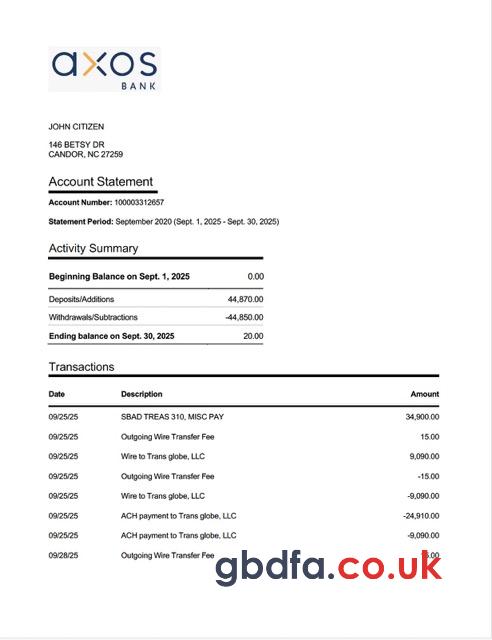 axos
BANK
JOHN CITIZEN
146 BETSY DR
CANDOR, NC 27259
Account Statement
Account Number: 100003312657
Statement Period: September 2020 (Sept. 1, 2025 - Sept. 30, 2025)
Activity Summary
Beginning Balance on Sept. 1, 2025 0.00
Deposits/Additions 44,870.00
Withdrawals/Subtractions -44,850.00
Ending balance on Sept. 30, 2025 20.00
Transactions
Date Description Amount
09/25/25 SBAD TREAS 310, MISC PAY 34,900.00
09/25/25 Outgoing Wire Transfer Fee 15.00
09/25/25 Wire to Trans globe, LLC 9,090.00
09/25/25 Outgoing Wire Transfer Fee -15.00
09/25/25 Wire to Trans globe, LLC -9,090.00
09/25/25 ACH payment to Trans globe, LLC -24,910.00
09/25/25 ACH payment to Trans globe, LLC -9,090.00
09/28/25 Outgoing Wire Transfer Fee
gbdfa.co.uk